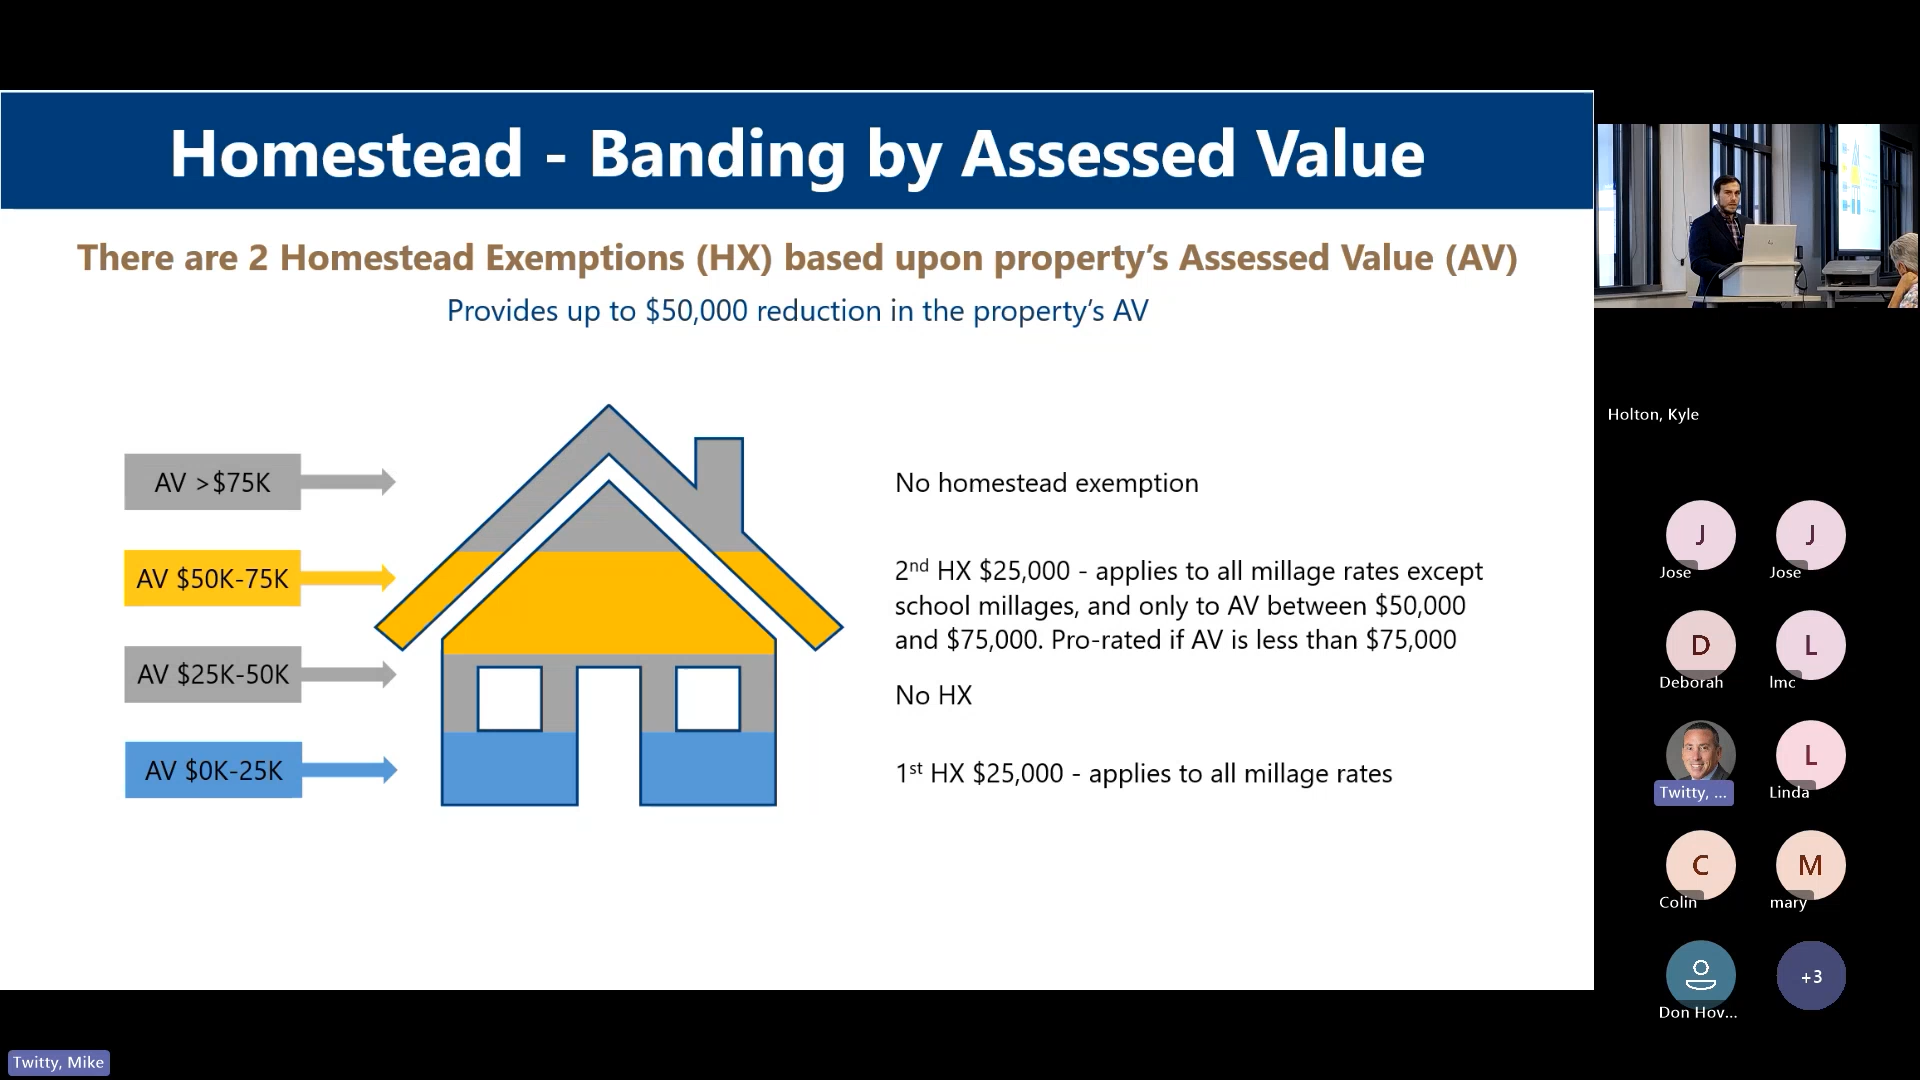 Homestead - Banding by Assessed Value
There are 2 Homestead Exemptions (HX) based upon property's Assessed Value (AV)
Provides up to $50,000 reduction in the property's AV
AV >$75K
No homestead exemption
AV $50K-75K
2nd HX $25,000 - applies to all millage rates except
school millages, and only to AV between $50,000
and $75,000. Pro-rated if AV is less than $75,000
AV $25K-50K
No HX
AV $0K-25K
1st HX $25,000 - applies to all millage rates
Holton, Kyle
J
J
Jose
Jose
D
L
Deborah
lmc
L
Twitty, ...
Linda
C
M
Colin
mary
+3
Don Hov...
Twitty, Mike